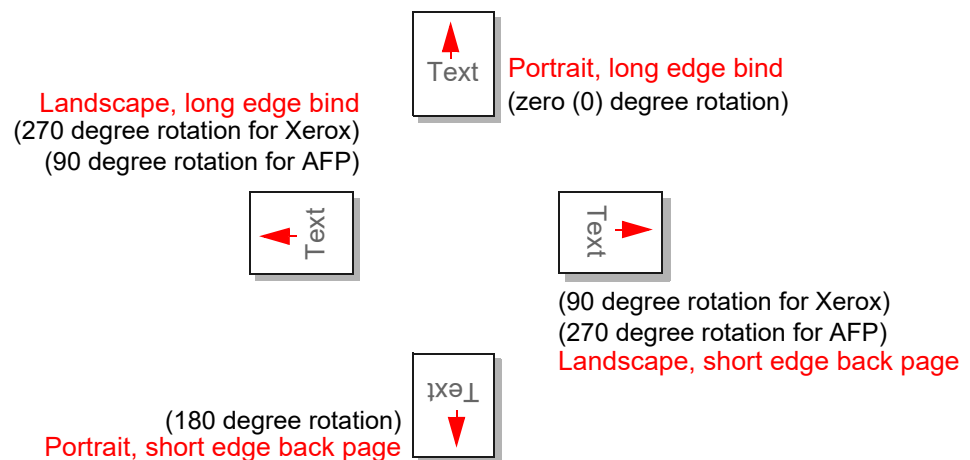 Text
Portrait, long edge bind
(zero (0) degree rotation)
Landscape, long edge bind
(270 degree rotation for Xerox)
(90 degree rotation for AFP)
Text
Text
(90 degree rotation for Xerox)
(270 degree rotation for AFP)
Landscape, short edge back page
Text
(180 degree rotation)
Portrait, short edge back page